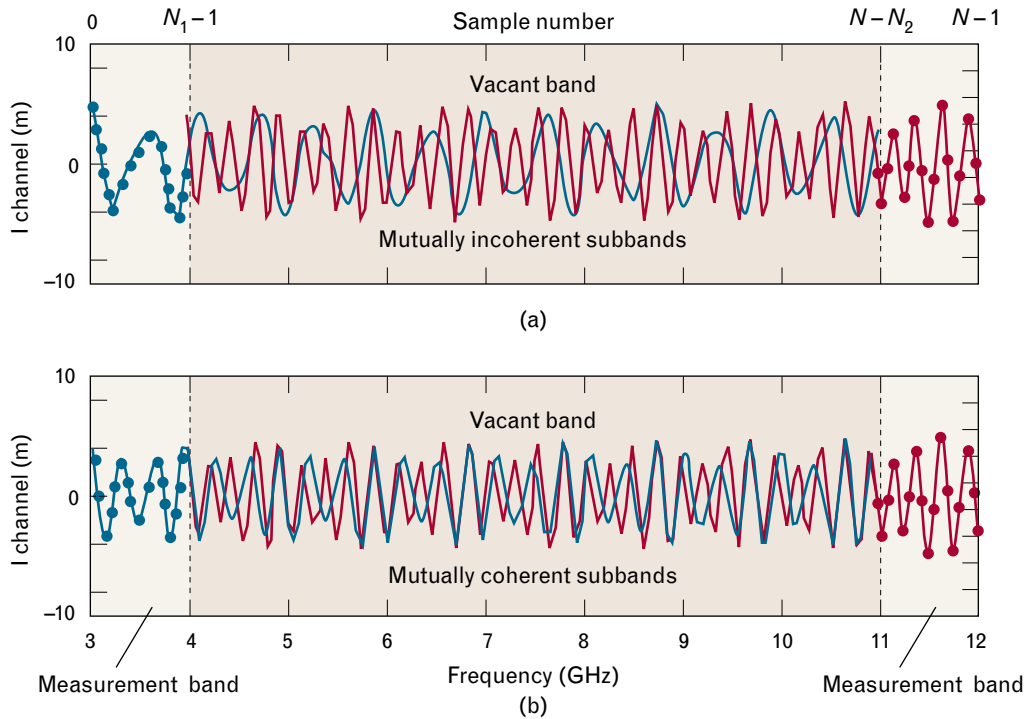 0 N₁–1 Sample number N–N₂ N–1
10
Vacant band
I channel (m)
0
Mutually incoherent subbands
–10
(a)
10
Vacant band
I channel (m)
0
Mutually coherent subbands
–10
3 4 5 6 7 8 9 10 11 12
Measurement band Frequency (GHz) Measurement band
(b)